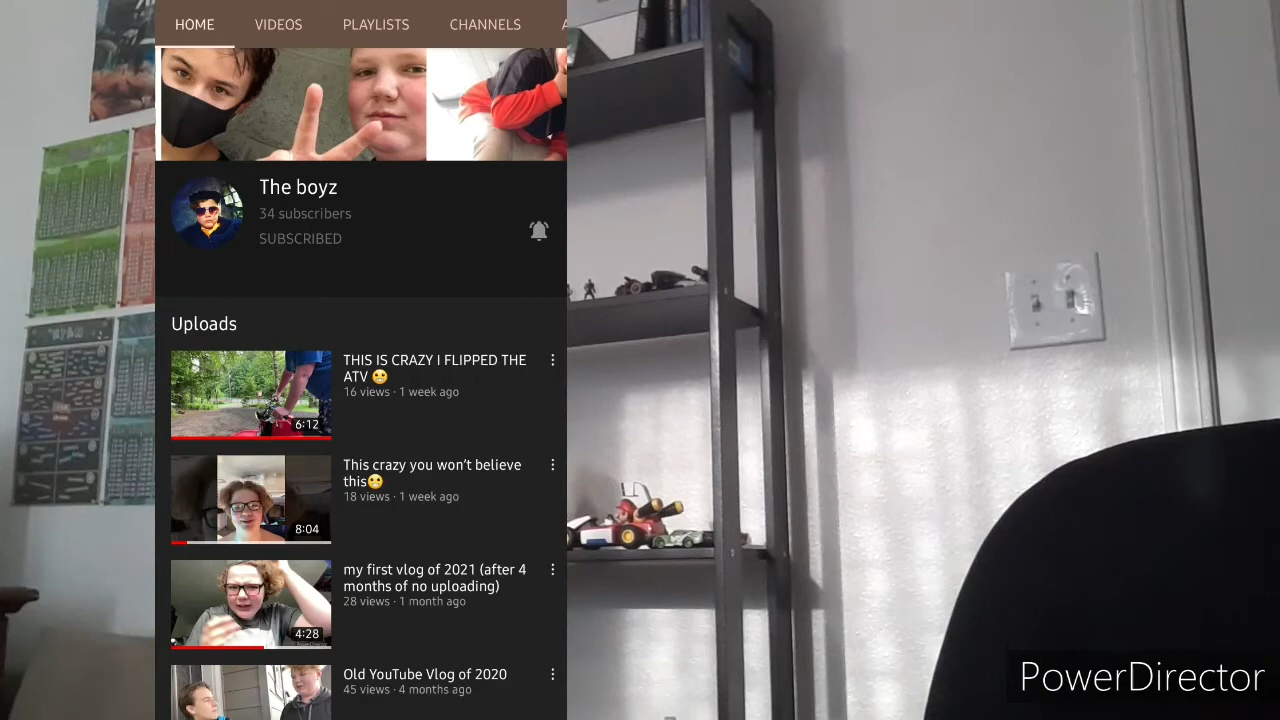 HOME VIDEOS PLAYLISTS CHANNELS
The boyz
34 subscribers
SUBSCRIBED
Uploads
THIS IS CRAZY I FLIPPED THE
ATV 😬
16 views · 1 week ago
6:12
This crazy you won't believe
this😬
18 views · 1 week ago
8:04
my first vlog of 2021 (after 4
months of no uploading)
28 views · 1 month ago
4:28
Old YouTube Vlog of 2020
45 views · 4 months ago
PowerDirector